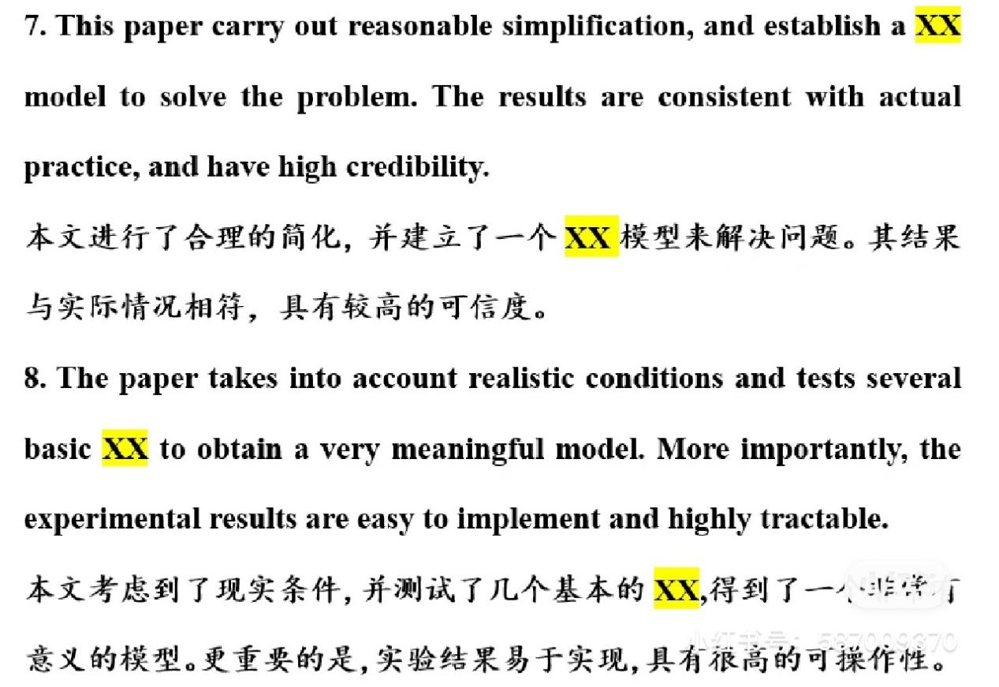 7. This paper carry out reasonable simplification, and establish a XX
model to solve the problem. The results are consistent with actual
practice, and have high credibility.
本文进行了合理的简化，并建立了一个 XX 模型来解决问题。其结果
与实际情况相符，具有较高的可信度。
8. The paper takes into account realistic conditions and tests several
basic XX to obtain a very meaningful model. More importantly, the
experimental results are easy to implement and highly tractable.
本文考虑到了现实条件,并测试了几个基本的 XX,得到了一个非常有
意义的模型。更重要的是,实验结果易于实现,具有很高的可操作性。
小红书
小红书号：587009370